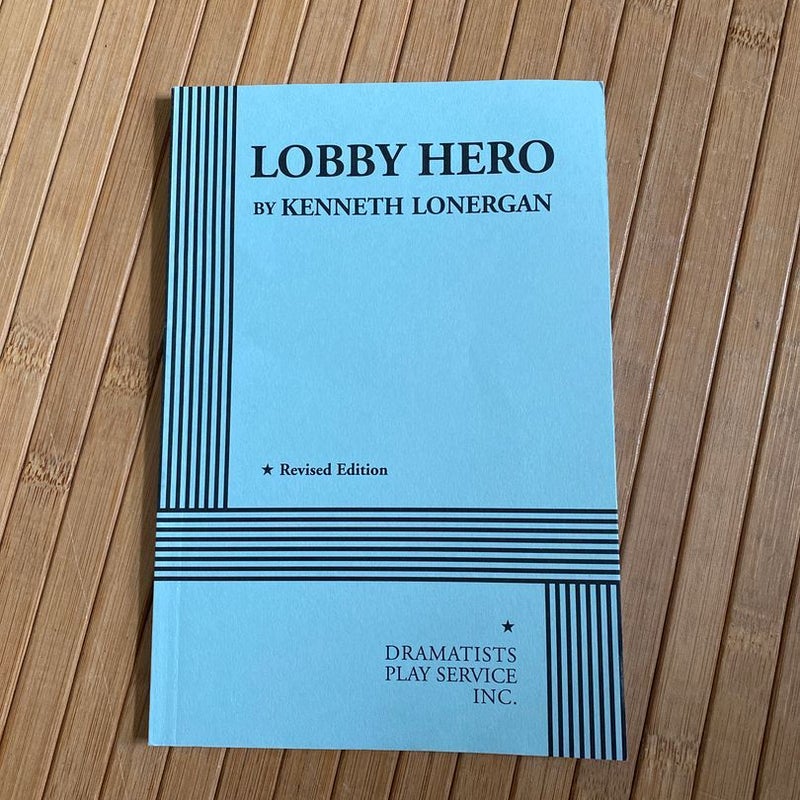 LOBBY HERO
BY KENNETH LONERGAN
★ Revised Edition
★
DRAMATISTS
PLAY SERVICE
INC.